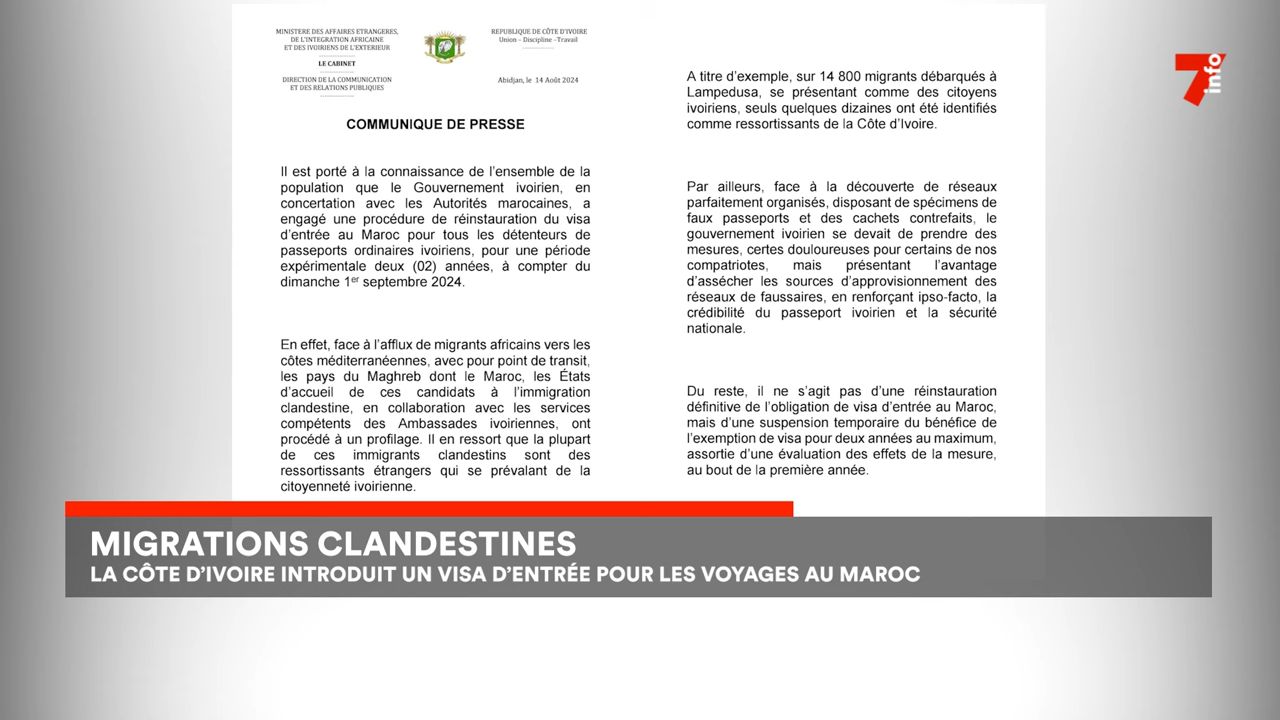 MINISTERE DES AFFAIRES ETRANGERES,
DE L'INTEGRATION AFRICAINE
ET DES IVOIRIENS DE L'EXTERIEUR
LE CABINET
DIRECTION DE LA COMMUNICATION
ET DES RELATIONS PUBLIQUES
REPUBLIQUE DE CÔTE D'IVOIRE
Union – Discipline –Travail
Abidjan, le 14 Août 2024
COMMUNIQUE DE PRESSE
Il est porté à la connaissance de l'ensemble de la
population que le Gouvernement ivoirien, en
concertation avec les Autorités marocaines, a
engagé une procédure de réinstauration du visa
d'entrée au Maroc pour tous les détenteurs de
passeports ordinaires ivoiriens, pour une période
expérimentale deux (02) années, à compter du
dimanche 1er septembre 2024.
En effet, face à l'afflux de migrants africains vers les
côtes méditerranéennes, avec pour point de transit,
les pays du Maghreb dont le Maroc, les États
d'accueil de ces candidats à l'immigration
clandestine, en collaboration avec les services
compétents des Ambassades ivoiriennes, ont
procédé à un profilage. Il en ressort que la plupart
de ces immigrants clandestins sont des
ressortissants étrangers qui se prévalant de la
citoyenneté ivoirienne.
A titre d'exemple, sur 14 800 migrants débarqués à
Lampedusa, se présentant comme des citoyens
ivoiriens, seuls quelques dizaines ont été identifiés
comme ressortissants de la Côte d'Ivoire.
Par ailleurs, face à la découverte de réseaux
parfaitement organisés, disposant de spécimens de
faux passeports et des cachets contrefaits, le
gouvernement ivoirien se devait de prendre des
mesures, certes douloureuses pour certains de nos
compatriotes, mais présentant l'avantage
d'assécher les sources d'approvisionnement des
réseaux de faussaires, en renforçant ipso-facto, la
crédibilité du passeport ivoirien et la sécurité
nationale.
Du reste, il ne s'agit pas d'une réinstauration
définitive de l'obligation de visa d'entrée au Maroc,
mais d'une suspension temporaire du bénéfice de
l'exemption de visa pour deux années au maximum,
assortie d'une évaluation des effets de la mesure,
au bout de la première année.
7info
MIGRATIONS CLANDESTINES
LA CÔTE D'IVOIRE INTRODUIT UN VISA D'ENTRÉE POUR LES VOYAGES AU MAROC